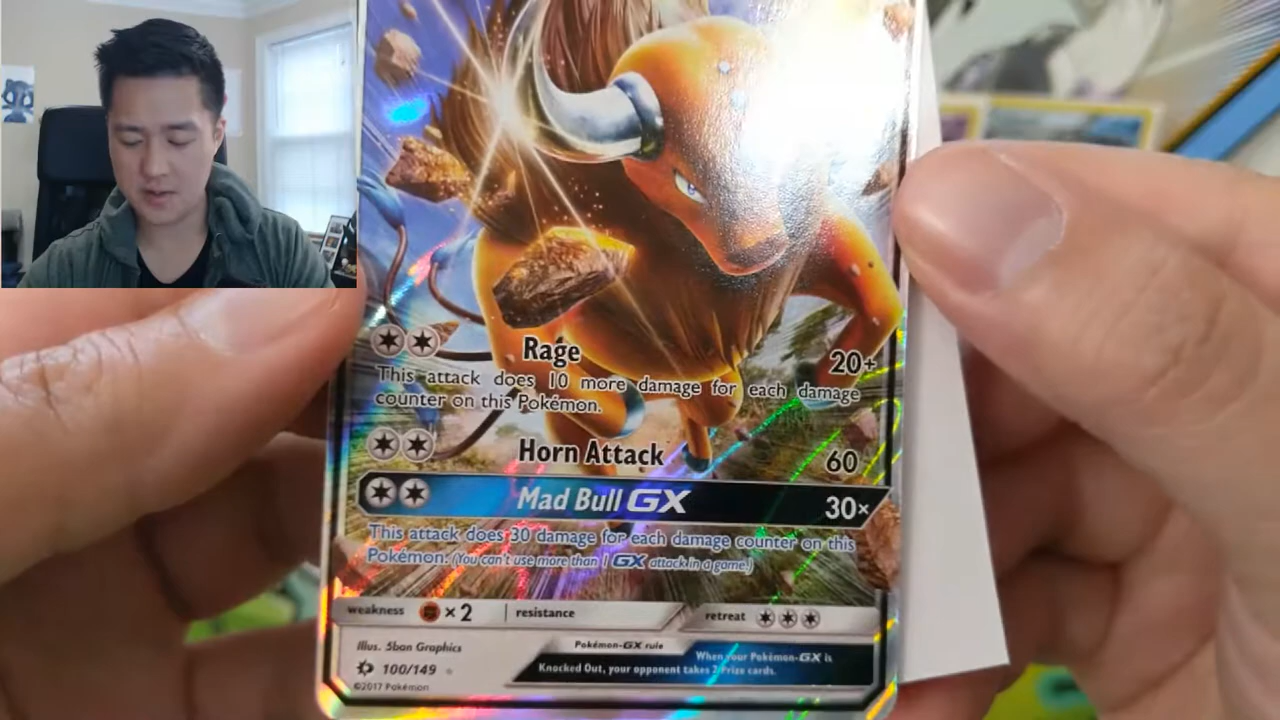 Rage 20+
This attack does 10 more damage for each damage
counter on this Pokémon.
Horn Attack 60
Mad Bull GX 30×
This attack does 30 damage for each damage counter on this
Pokémon. (You can't use more than 1 GX attack in a game.)
weakness ×2 resistance retreat
Illus. 5ban Graphics
Pokémon-GX rule
When your Pokémon-GX is
Knocked Out, your opponent takes 2 Prize cards.
100/149
©2017 Pokémon